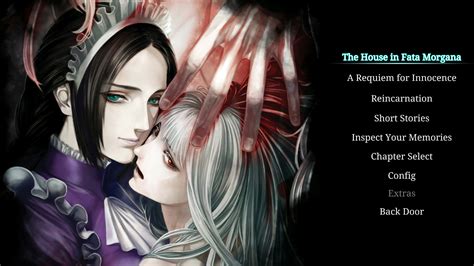 The House in Fata Morgana
A Requiem for Innocence
Reincarnation
Short Stories
Inspect Your Memories
Chapter Select
Config
Extras
Back Door